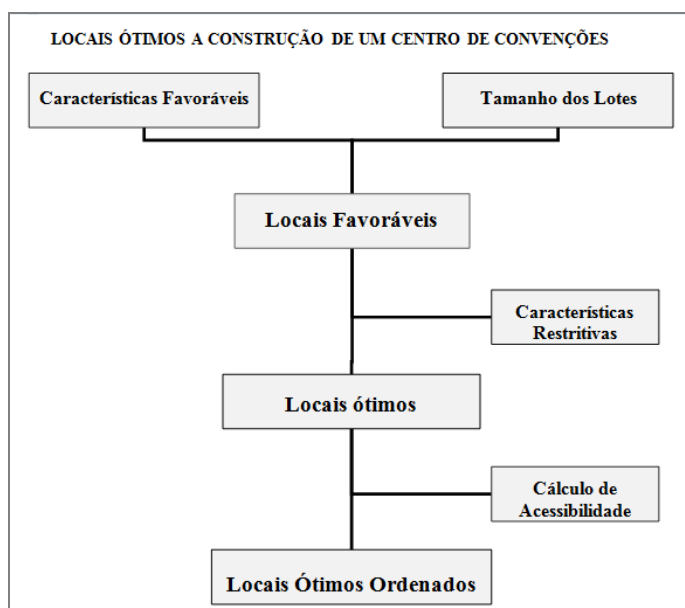 LOCAIS ÓTIMOS A CONSTRUÇÃO DE UM CENTRO DE CONVENÇÕES
Características Favoráveis
Tamanho dos Lotes
Locais Favoráveis
Características
Restritivas
Locais ótimos
Cálculo de
Acessibilidade
Locais Ótimos Ordenados